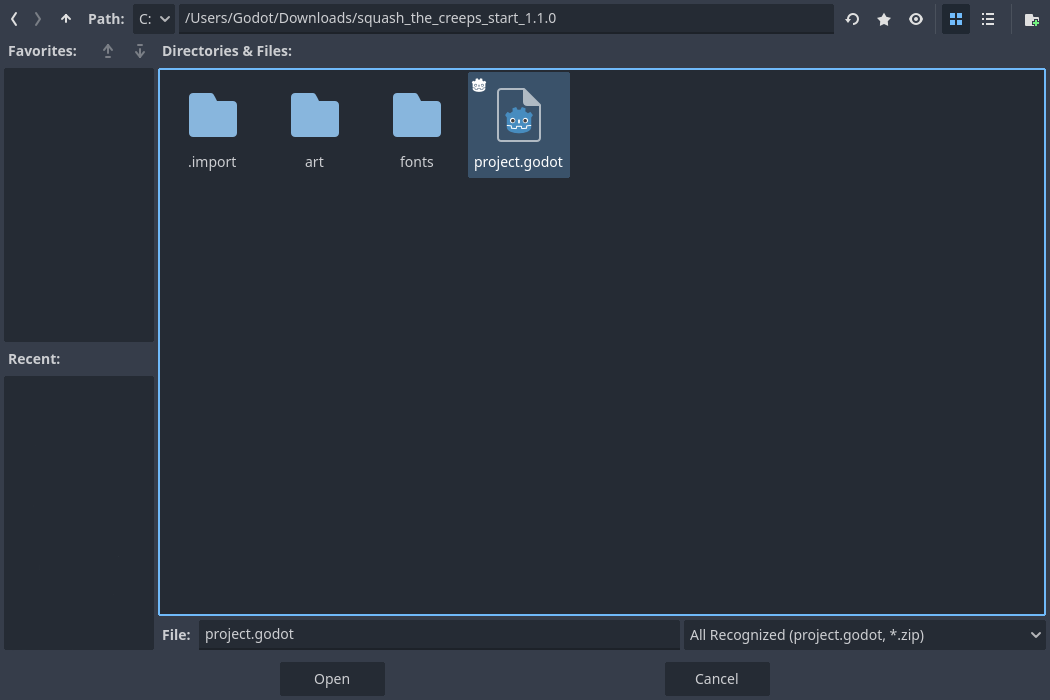 Path: C: /Users/Godot/Downloads/squash_the_creeps_start_1.1.0
Favorites: Directories & Files:
.import art fonts project.godot
Recent:
File: project.godot All Recognized (project.godot, *.zip)
Open Cancel